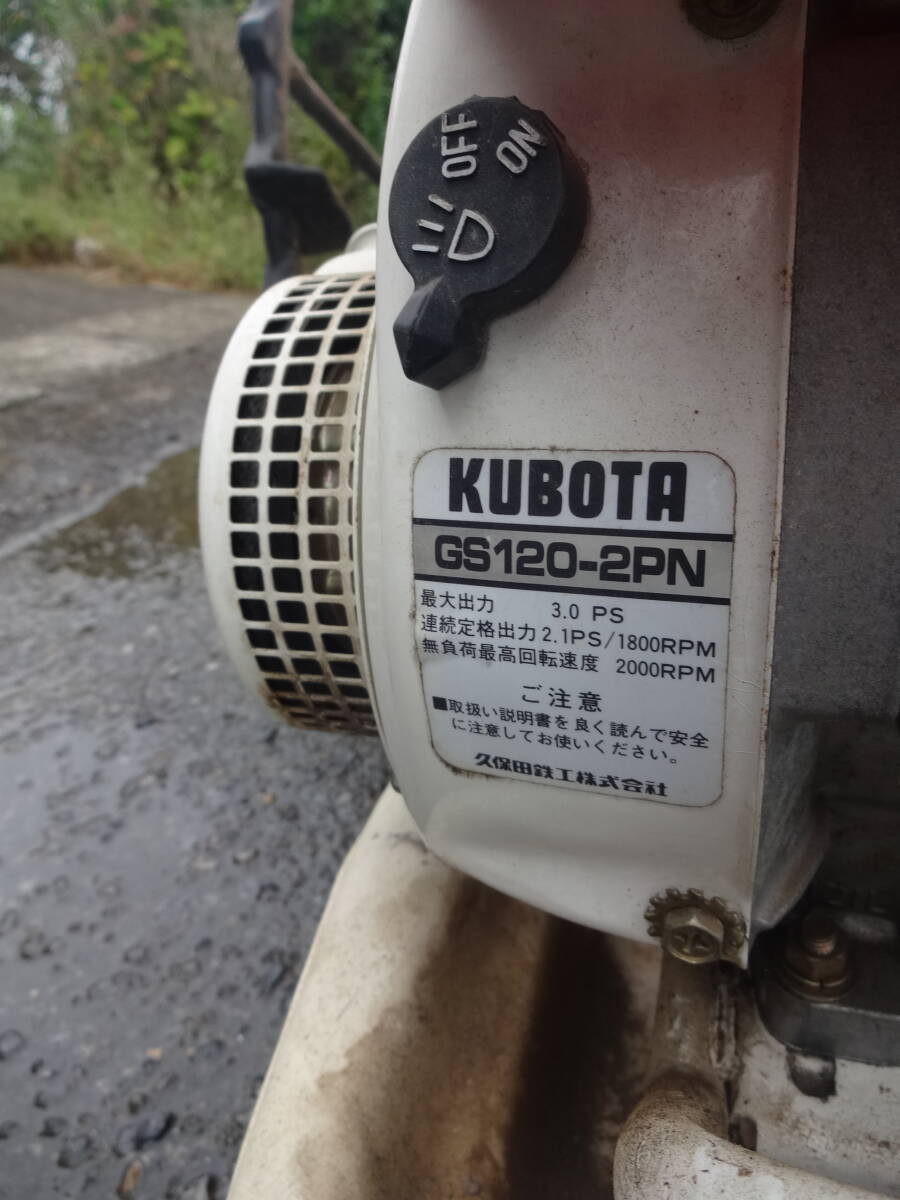 OFF
ON
KUBOTA
GS120-2PN
最大出力 3.0 PS
連続定格出力 2.1PS/1800RPM
無負荷最高回転速度 2000RPM
ご注意
■取扱い説明書を良く読んで安全
に注意してお使いください。
久保田鉄工株式会社